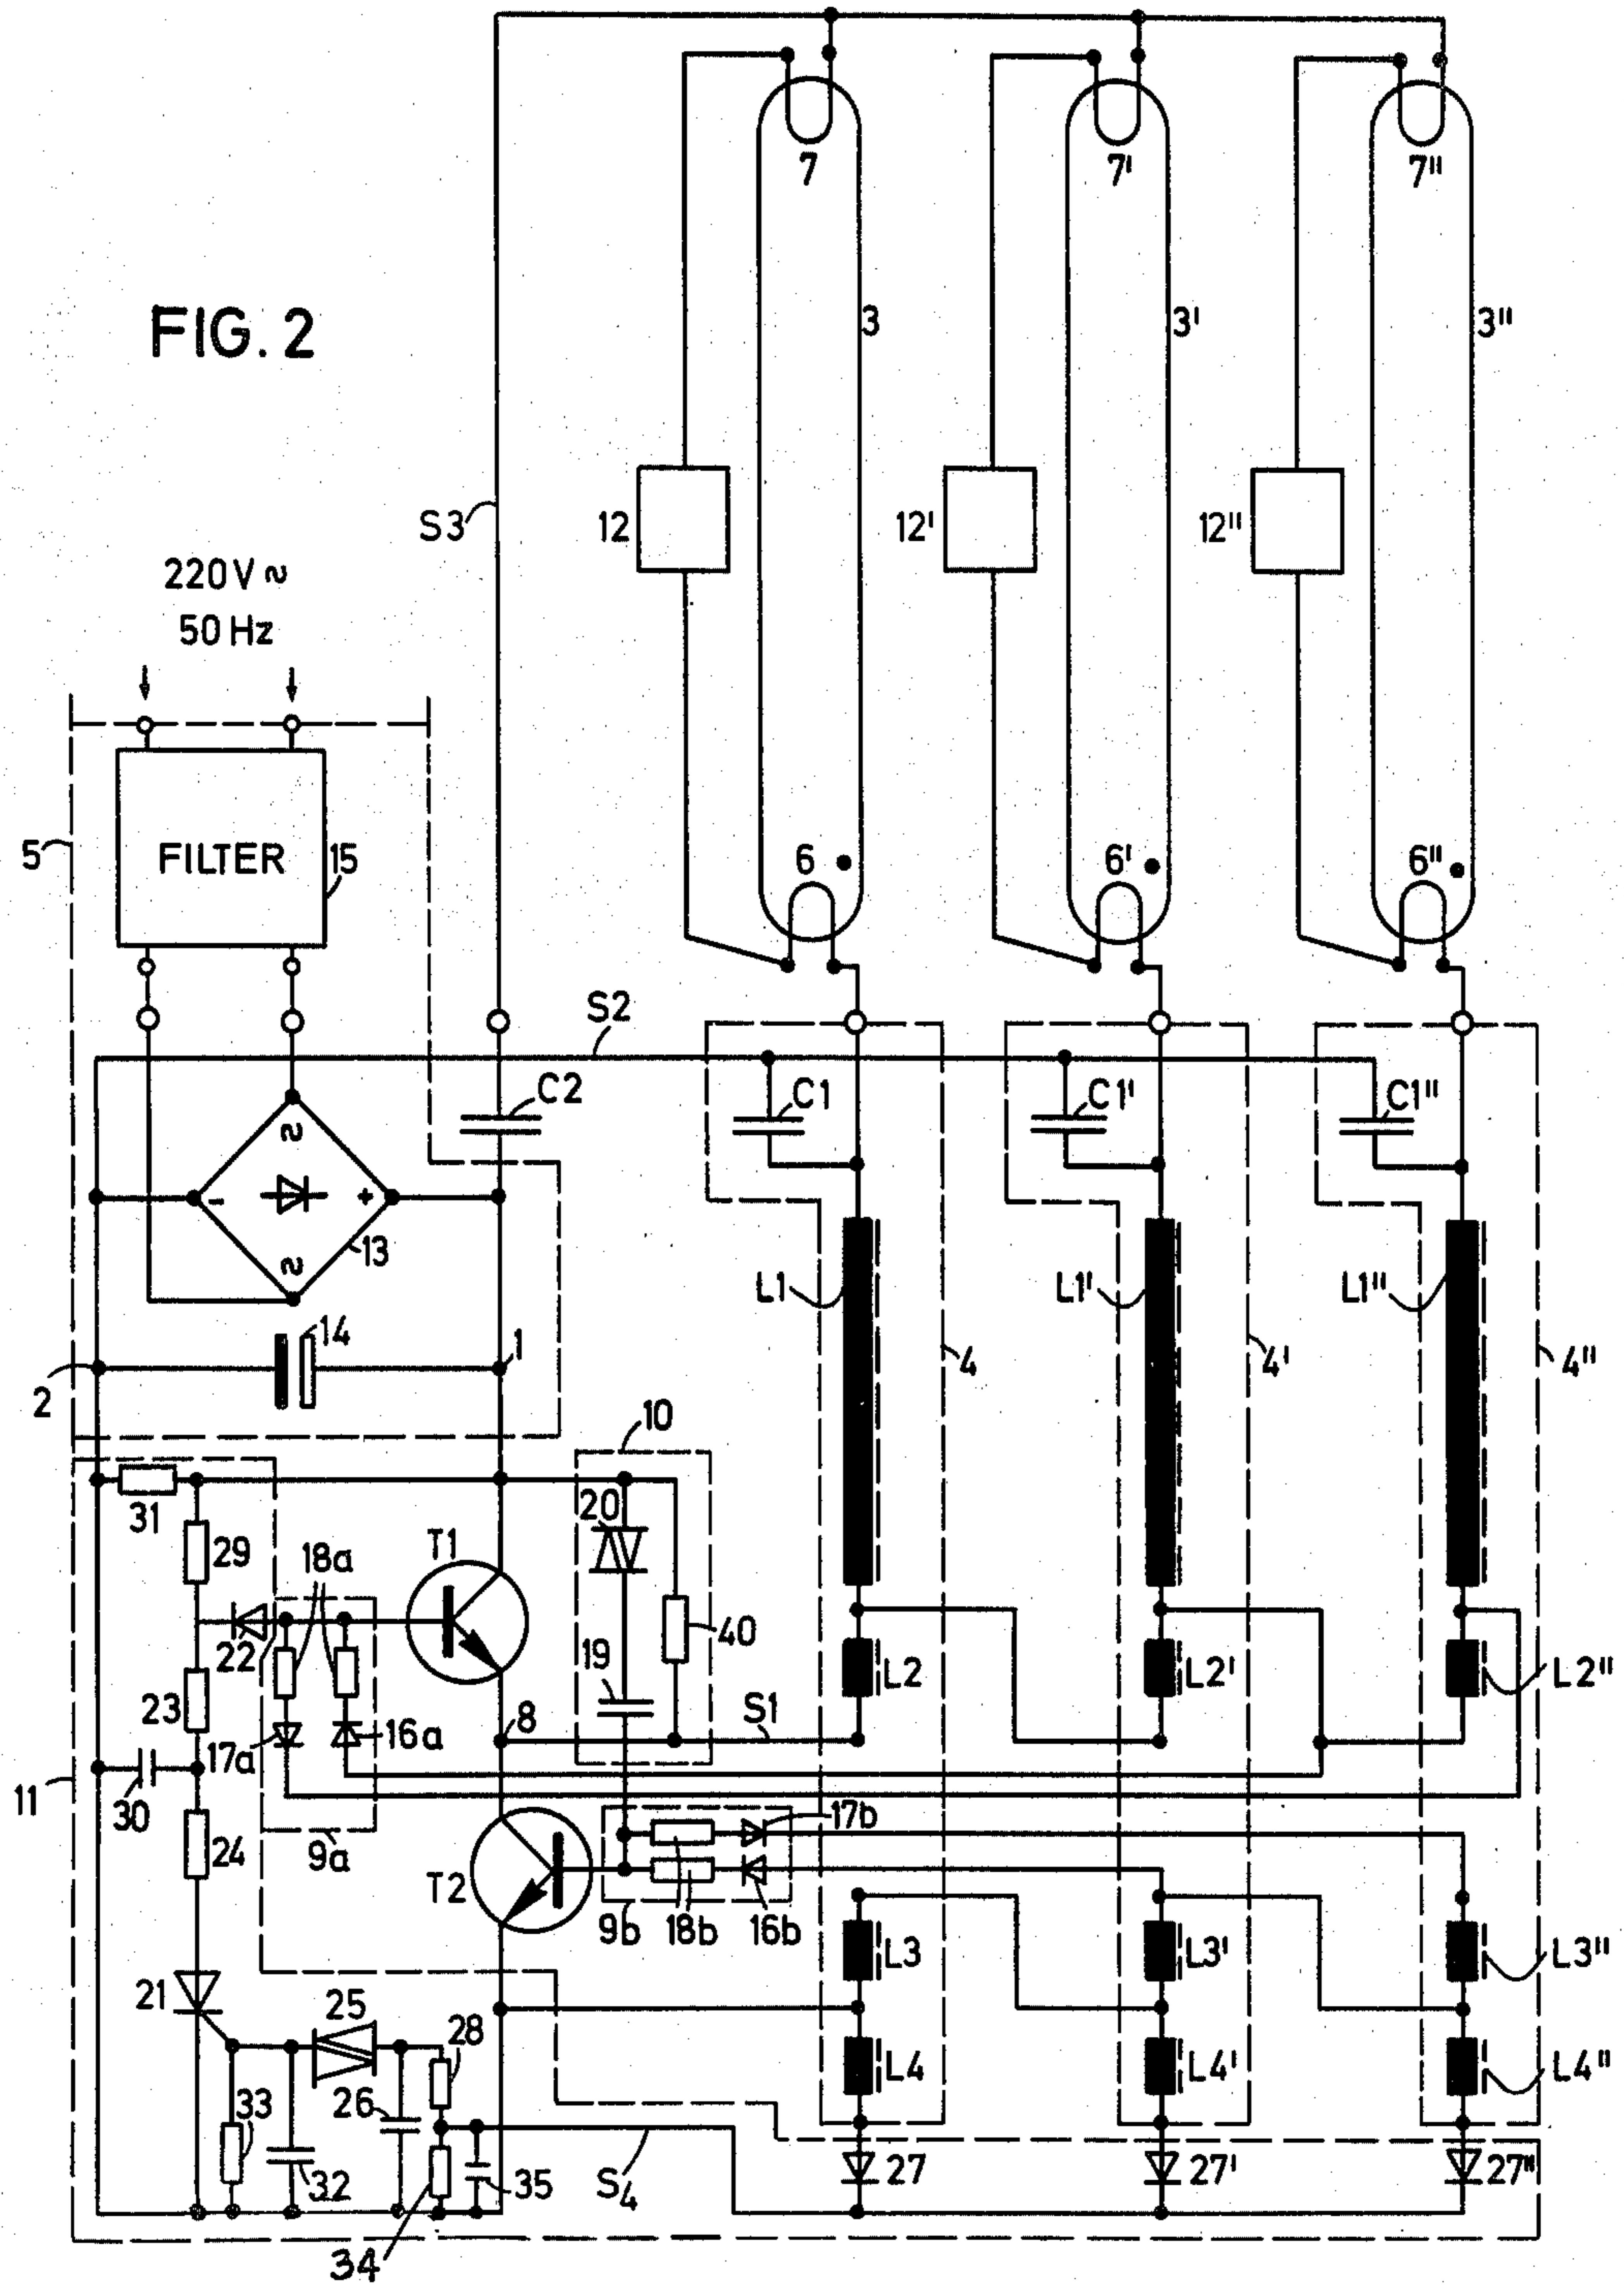 7 7' 7"
FIG. 2
3 3' 3"
S3 12 12' 12"
220V ~
50 Hz
5 FILTER 15
6 6' 6"
S2
C2 C1 C1' C1"
~
- +
13
~
L1 L1' L1"
14 1
2 4 4' 4"
10
31 20
29 18a T1
22 40
23 19 L2 L2' L2"
17a 16a 8 S1
11 30 17b
24 9a
T2
9b 18b 16b
L3 L3' L3"
21 25
28
33 26 L4 L4' L4"
32 35 S4 27 27' 27"
34